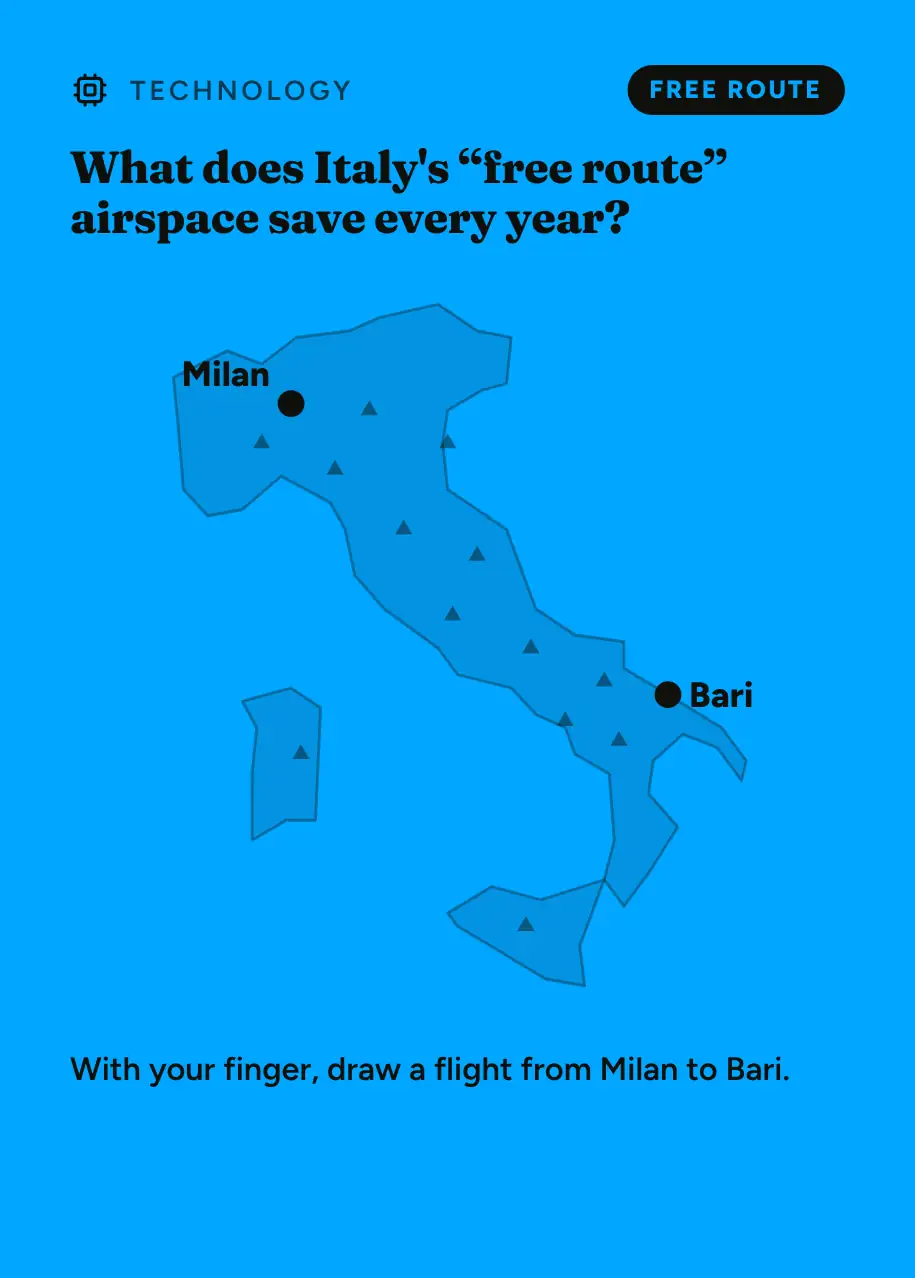 TECHNOLOGY
FREE ROUTE
What does Italy's “free route”
airspace save every year?
Milan
Bari
With your finger, draw a flight from Milan to Bari.